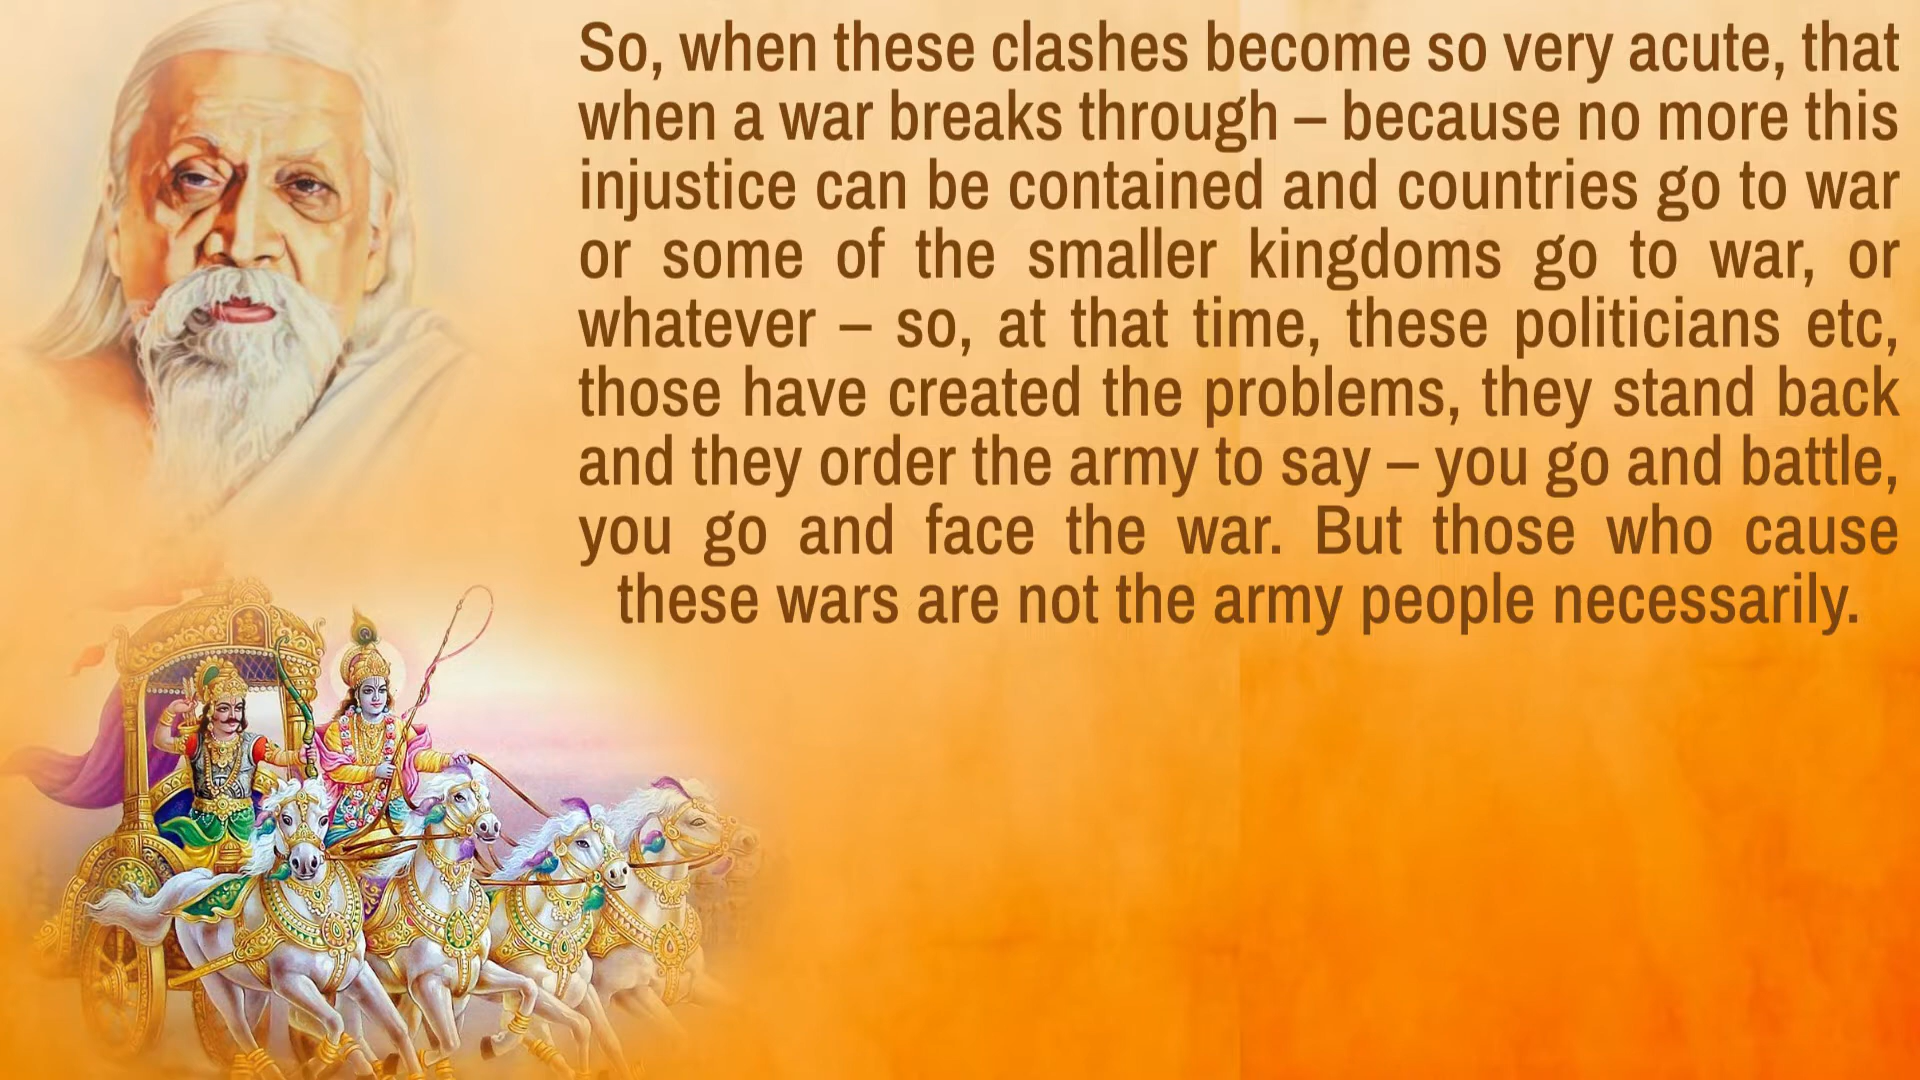 So, when these clashes become so very acute, that
when a war breaks through – because no more this
injustice can be contained and countries go to war
or some of the smaller kingdoms go to war, or
whatever – so, at that time, these politicians etc,
those have created the problems, they stand back
and they order the army to say – you go and battle,
you go and face the war. But those who cause
these wars are not the army people necessarily.